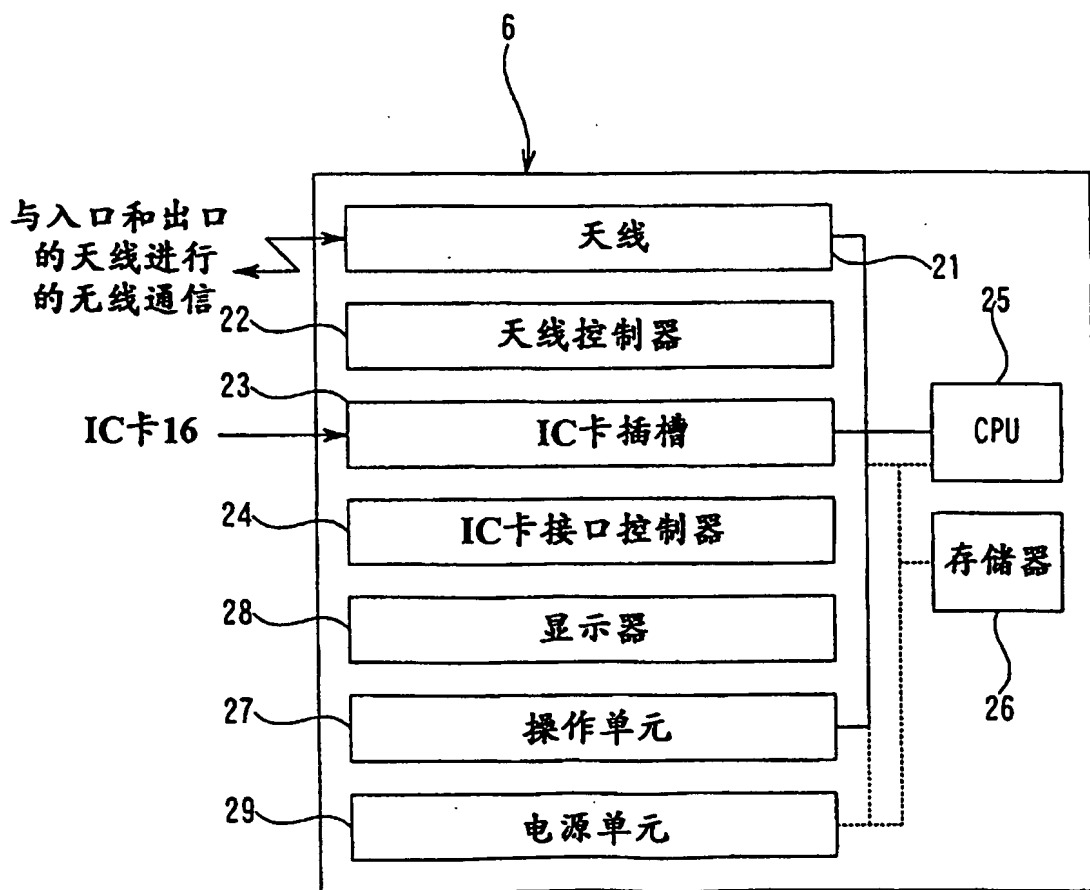 6
与入口和出口
的天线进行
的无线通信
天线
21
22
天线控制器
25
23
IC卡16
IC卡插槽
CPU
24
IC卡接口控制器
存储器
28
显示器
26
27
操作单元
29
电源单元